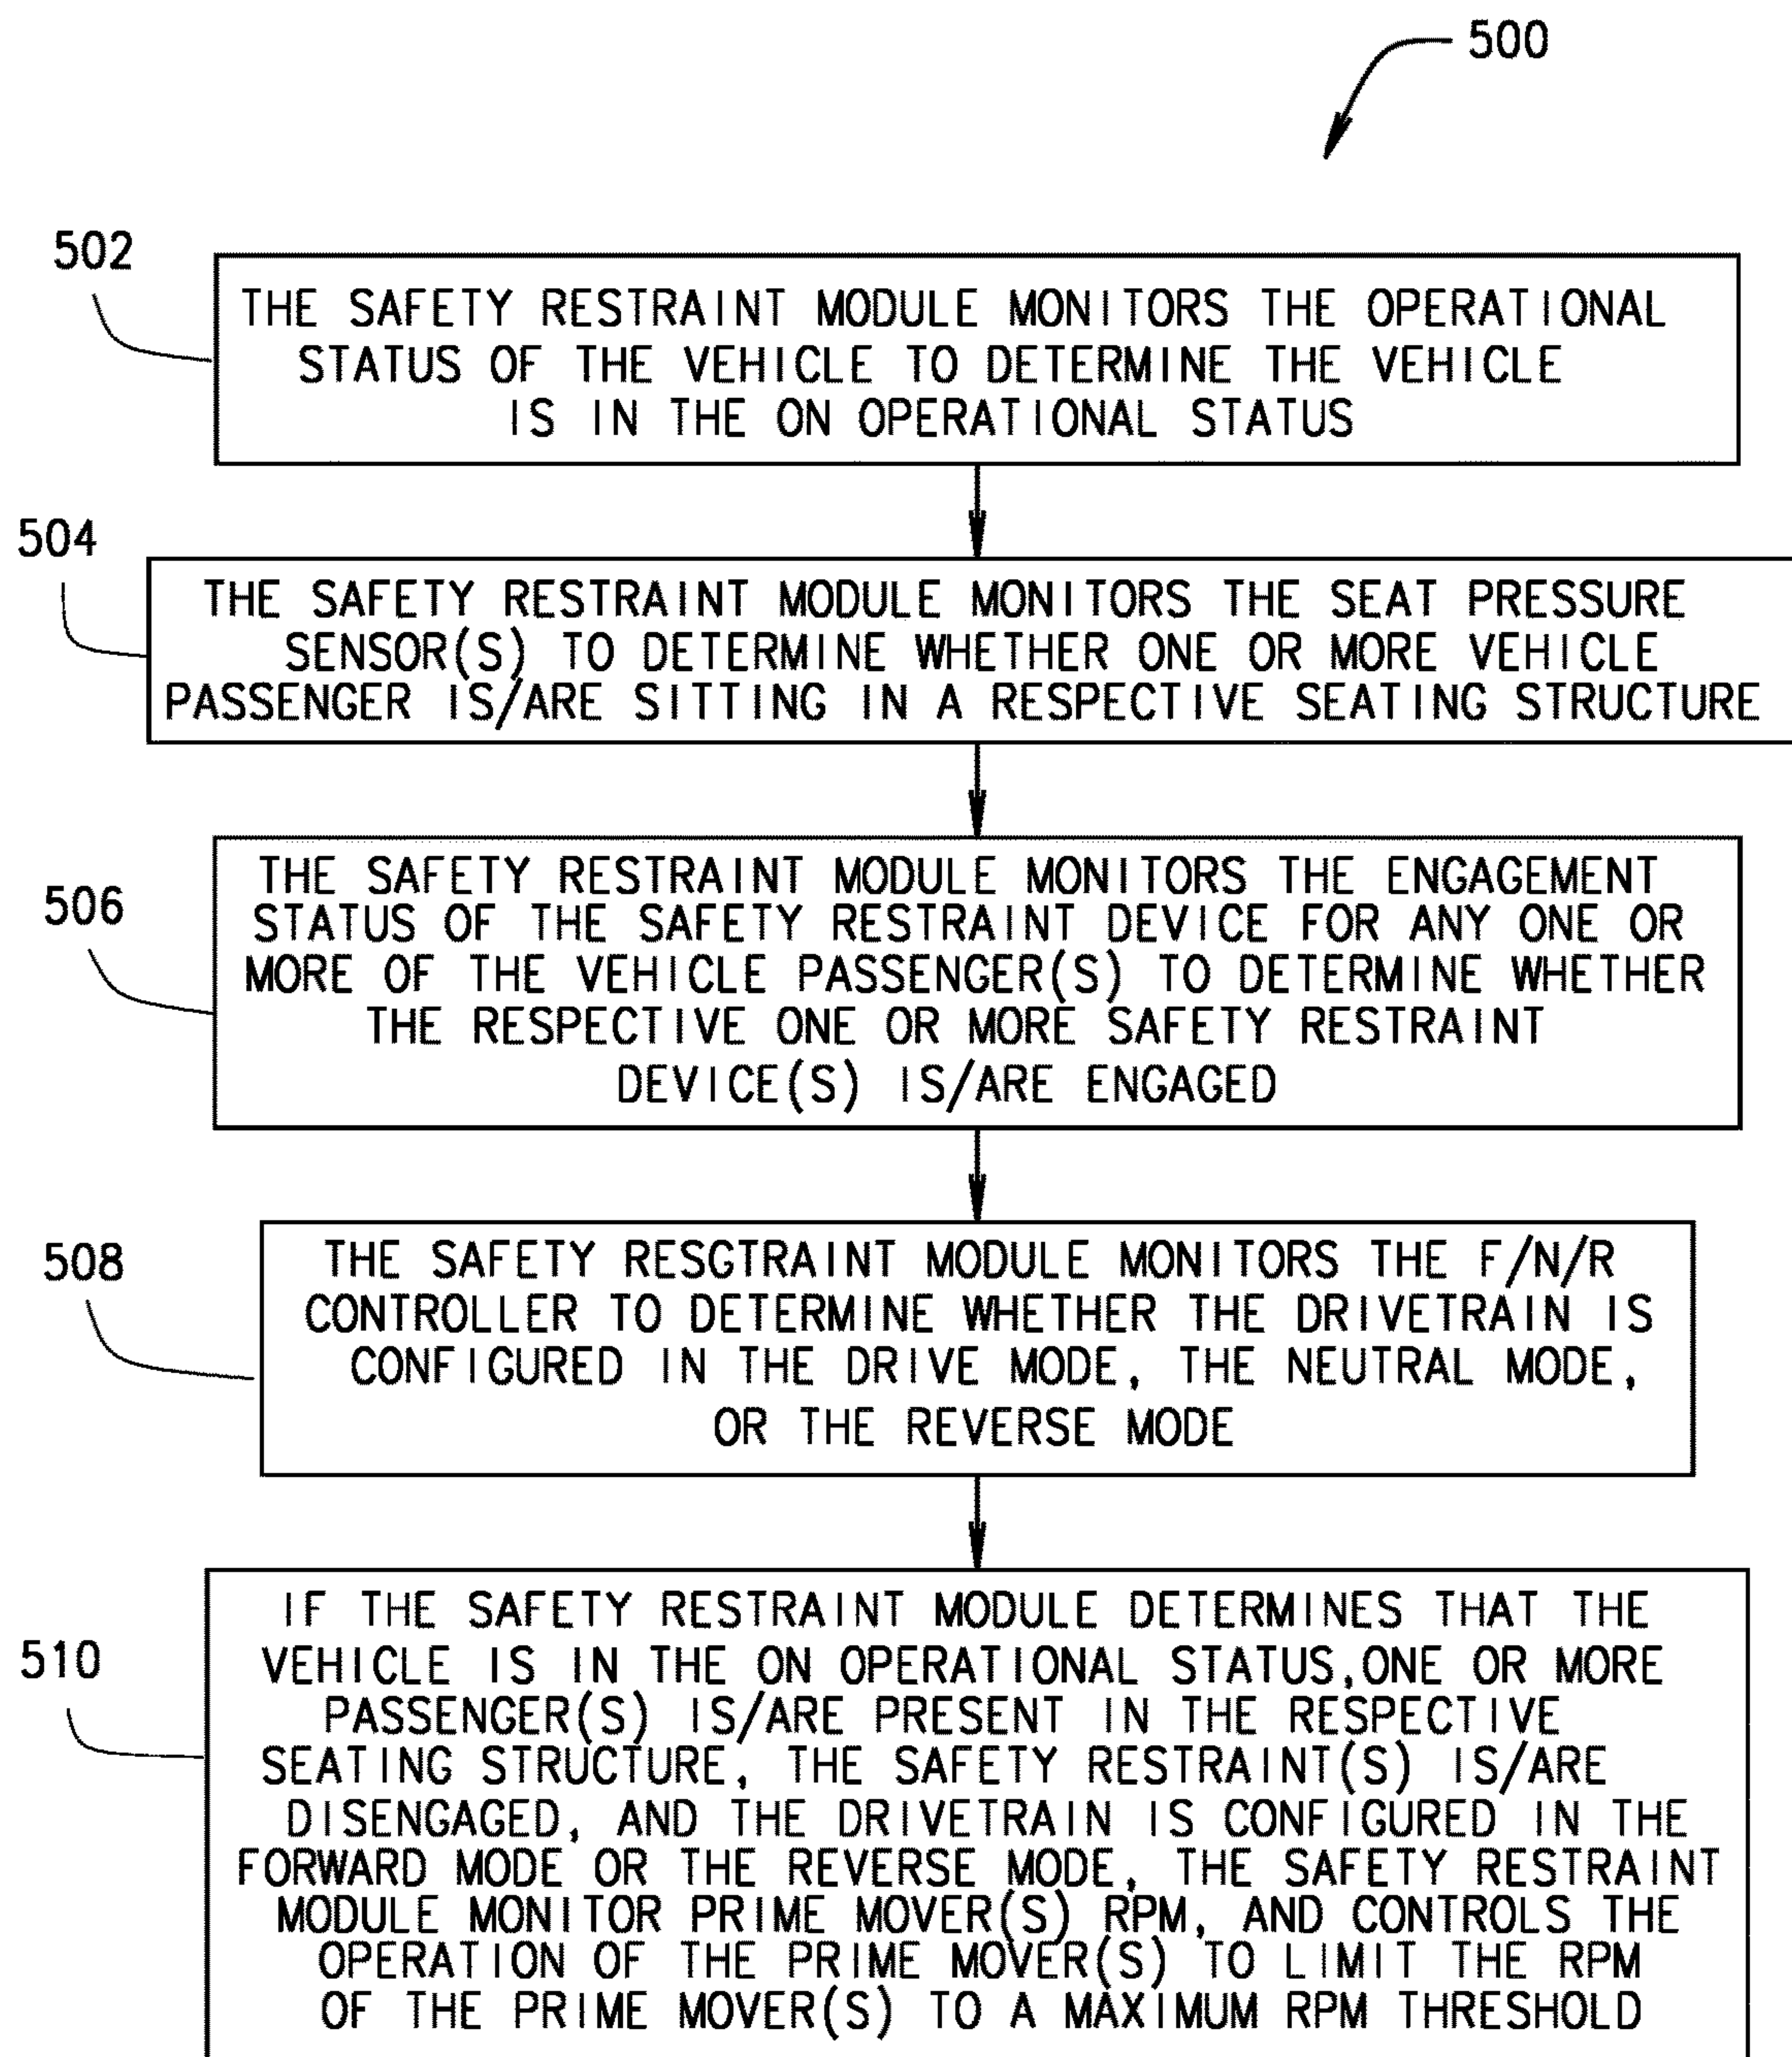 500
502
THE SAFETY RESTRAINT MODULE MONITORS THE OPERATIONAL
STATUS OF THE VEHICLE TO DETERMINE THE VEHICLE
IS IN THE ON OPERATIONAL STATUS
504
THE SAFETY RESTRAINT MODULE MONITORS THE SEAT PRESSURE
SENSOR(S) TO DETERMINE WHETHER ONE OR MORE VEHICLE
PASSENGER IS/ARE SITTING IN A RESPECTIVE SEATING STRUCTURE
506
THE SAFETY RESTRAINT MODULE MONITORS THE ENGAGEMENT
STATUS OF THE SAFETY RESTRAINT DEVICE FOR ANY ONE OR
MORE OF THE VEHICLE PASSENGER(S) TO DETERMINE WHETHER
THE RESPECTIVE ONE OR MORE SAFETY RESTRAINT
DEVICE(S) IS/ARE ENGAGED
508
THE SAFETY RESGTRAINT MODULE MONITORS THE F/N/R
CONTROLLER TO DETERMINE WHETHER THE DRIVETRAIN IS
CONFIGURED IN THE DRIVE MODE, THE NEUTRAL MODE,
OR THE REVERSE MODE
510
IF THE SAFETY RESTRAINT MODULE DETERMINES THAT THE
VEHICLE IS IN THE ON OPERATIONAL STATUS,ONE OR MORE
PASSENGER(S) IS/ARE PRESENT IN THE RESPECTIVE
SEATING STRUCTURE, THE SAFETY RESTRAINT(S) IS/ARE
DISENGAGED, AND THE DRIVETRAIN IS CONFIGURED IN THE
FORWARD MODE OR THE REVERSE MODE, THE SAFETY RESTRAINT
MODULE MONITOR PRIME MOVER(S) RPM, AND CONTROLS THE
OPERATION OF THE PRIME MOVER(S) TO LIMIT THE RPM
OF THE PRIME MOVER(S) TO A MAXIMUM RPM THRESHOLD